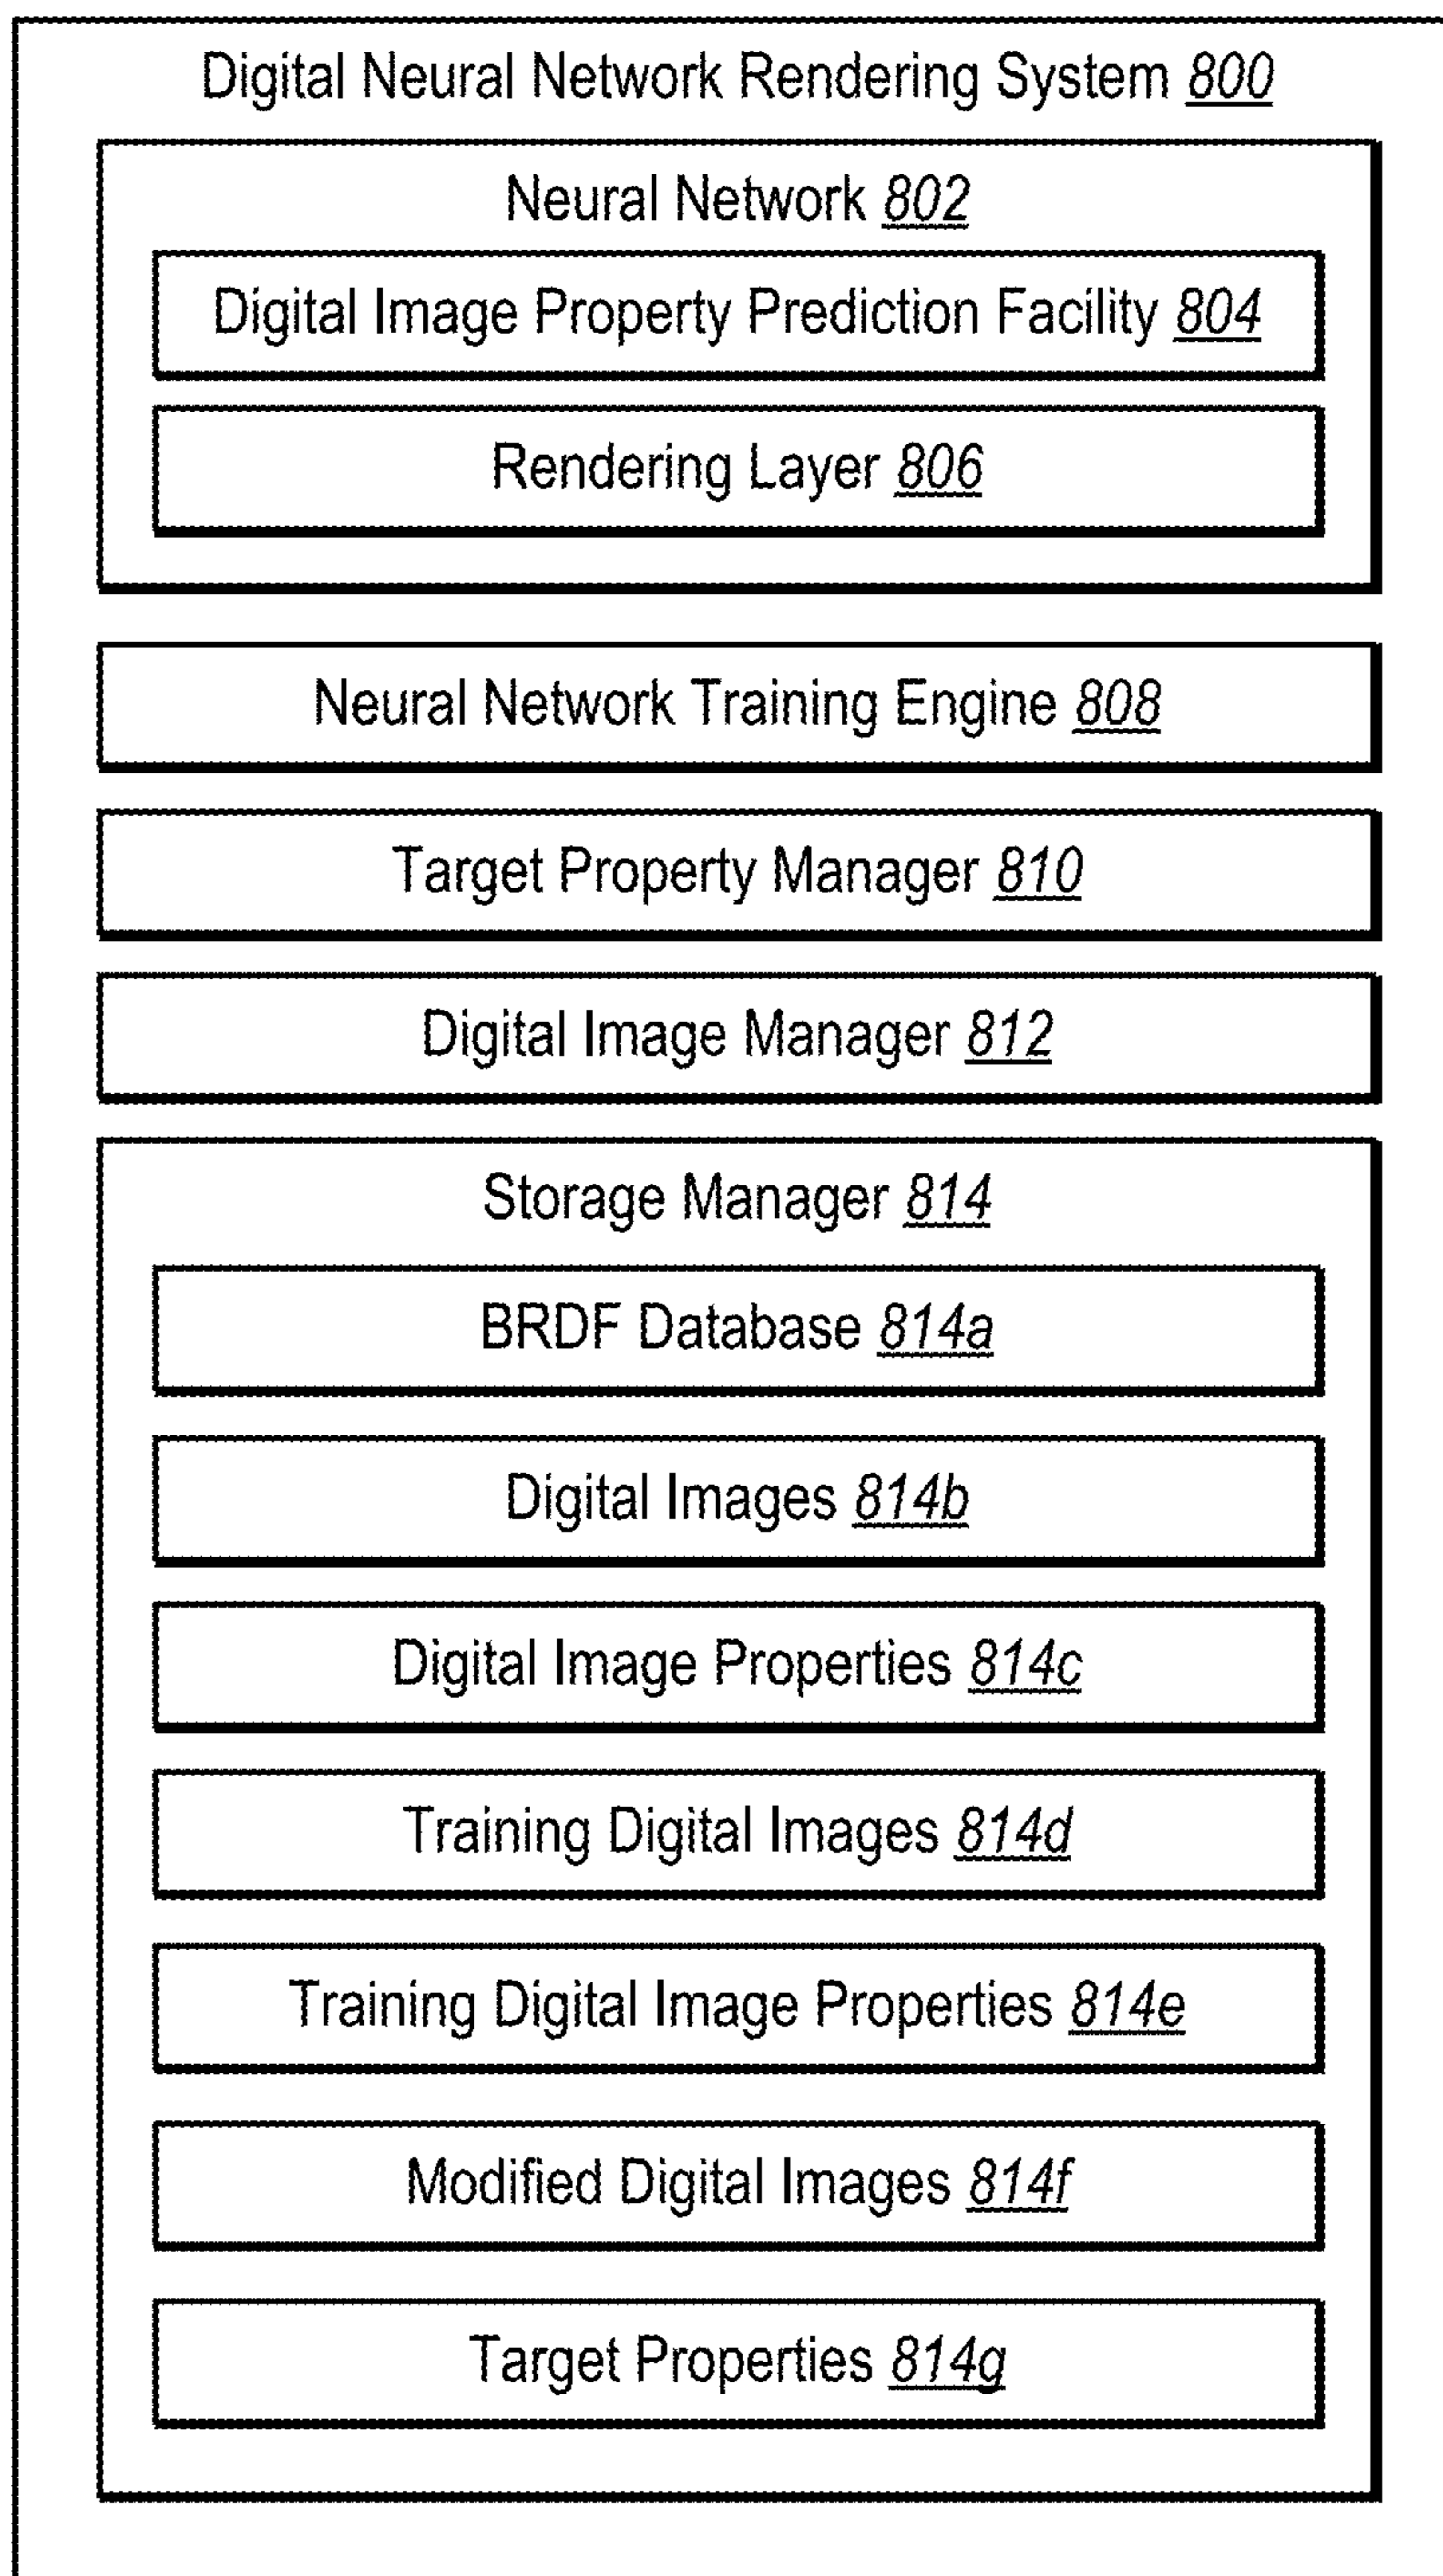 Digital Neural Network Rendering System 800
Neural Network 802
Digital Image Property Prediction Facility 804
Rendering Layer 806
Neural Network Training Engine 808
Target Property Manager 810
Digital Image Manager 812
Storage Manager 814
BRDF Database 814a
Digital Images 814b
Digital Image Properties 814c
Training Digital Images 814d
Training Digital Image Properties 814e
Modified Digital Images 814f
Target Properties 814g